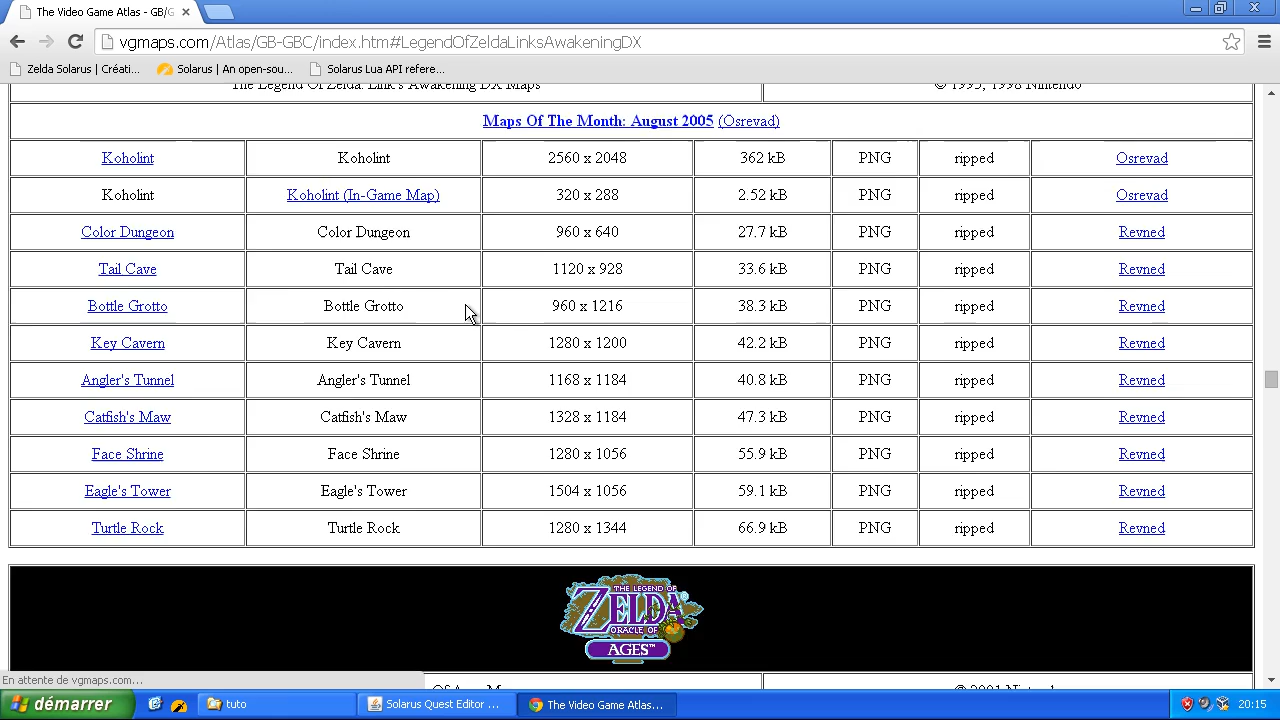 The Video Game Atlas - GB/G
vgmaps.com/Atlas/GB-GBC/index.htm#LegendOfZeldaLinksAwakeningDX
Zelda Solarus | Créati... Solarus | An open-sou... Solarus Lua API refere...
The Legend Of Zelda: Link's Awakening DX Maps © 1993, 1998 Nintendo
Maps Of The Month: August 2005 (Osrevad)
Koholint Koholint 2560 x 2048 362 kB PNG ripped Osrevad
Koholint Koholint (In-Game Map) 320 x 288 2.52 kB PNG ripped Osrevad
Color Dungeon Color Dungeon 960 x 640 27.7 kB PNG ripped Revned
Tail Cave Tail Cave 1120 x 928 33.6 kB PNG ripped Revned
Bottle Grotto Bottle Grotto 960 x 1216 38.3 kB PNG ripped Revned
Key Cavern Key Cavern 1280 x 1200 42.2 kB PNG ripped Revned
Angler's Tunnel Angler's Tunnel 1168 x 1184 40.8 kB PNG ripped Revned
Catfish's Maw Catfish's Maw 1328 x 1184 47.3 kB PNG ripped Revned
Face Shrine Face Shrine 1280 x 1056 55.9 kB PNG ripped Revned
Eagle's Tower Eagle's Tower 1504 x 1056 59.1 kB PNG ripped Revned
Turtle Rock Turtle Rock 1280 x 1344 66.9 kB PNG ripped Revned
THE LEGEND OF
ZELDA
ORACLE OF
AGES™
En attente de vgmaps.com...
démarrer tuto Solarus Quest Editor ... The Video Game Atlas... 20:15